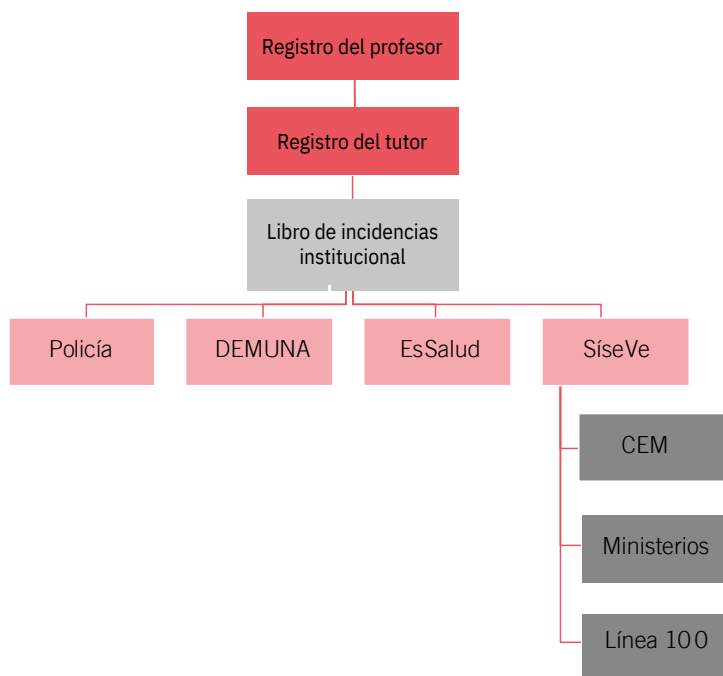 Registro del profesor
Registro del tutor
Libro de incidencias
institucional
Policía
DEMUNA
EsSalud
SíseVe
CEM
Ministerios
Línea 100